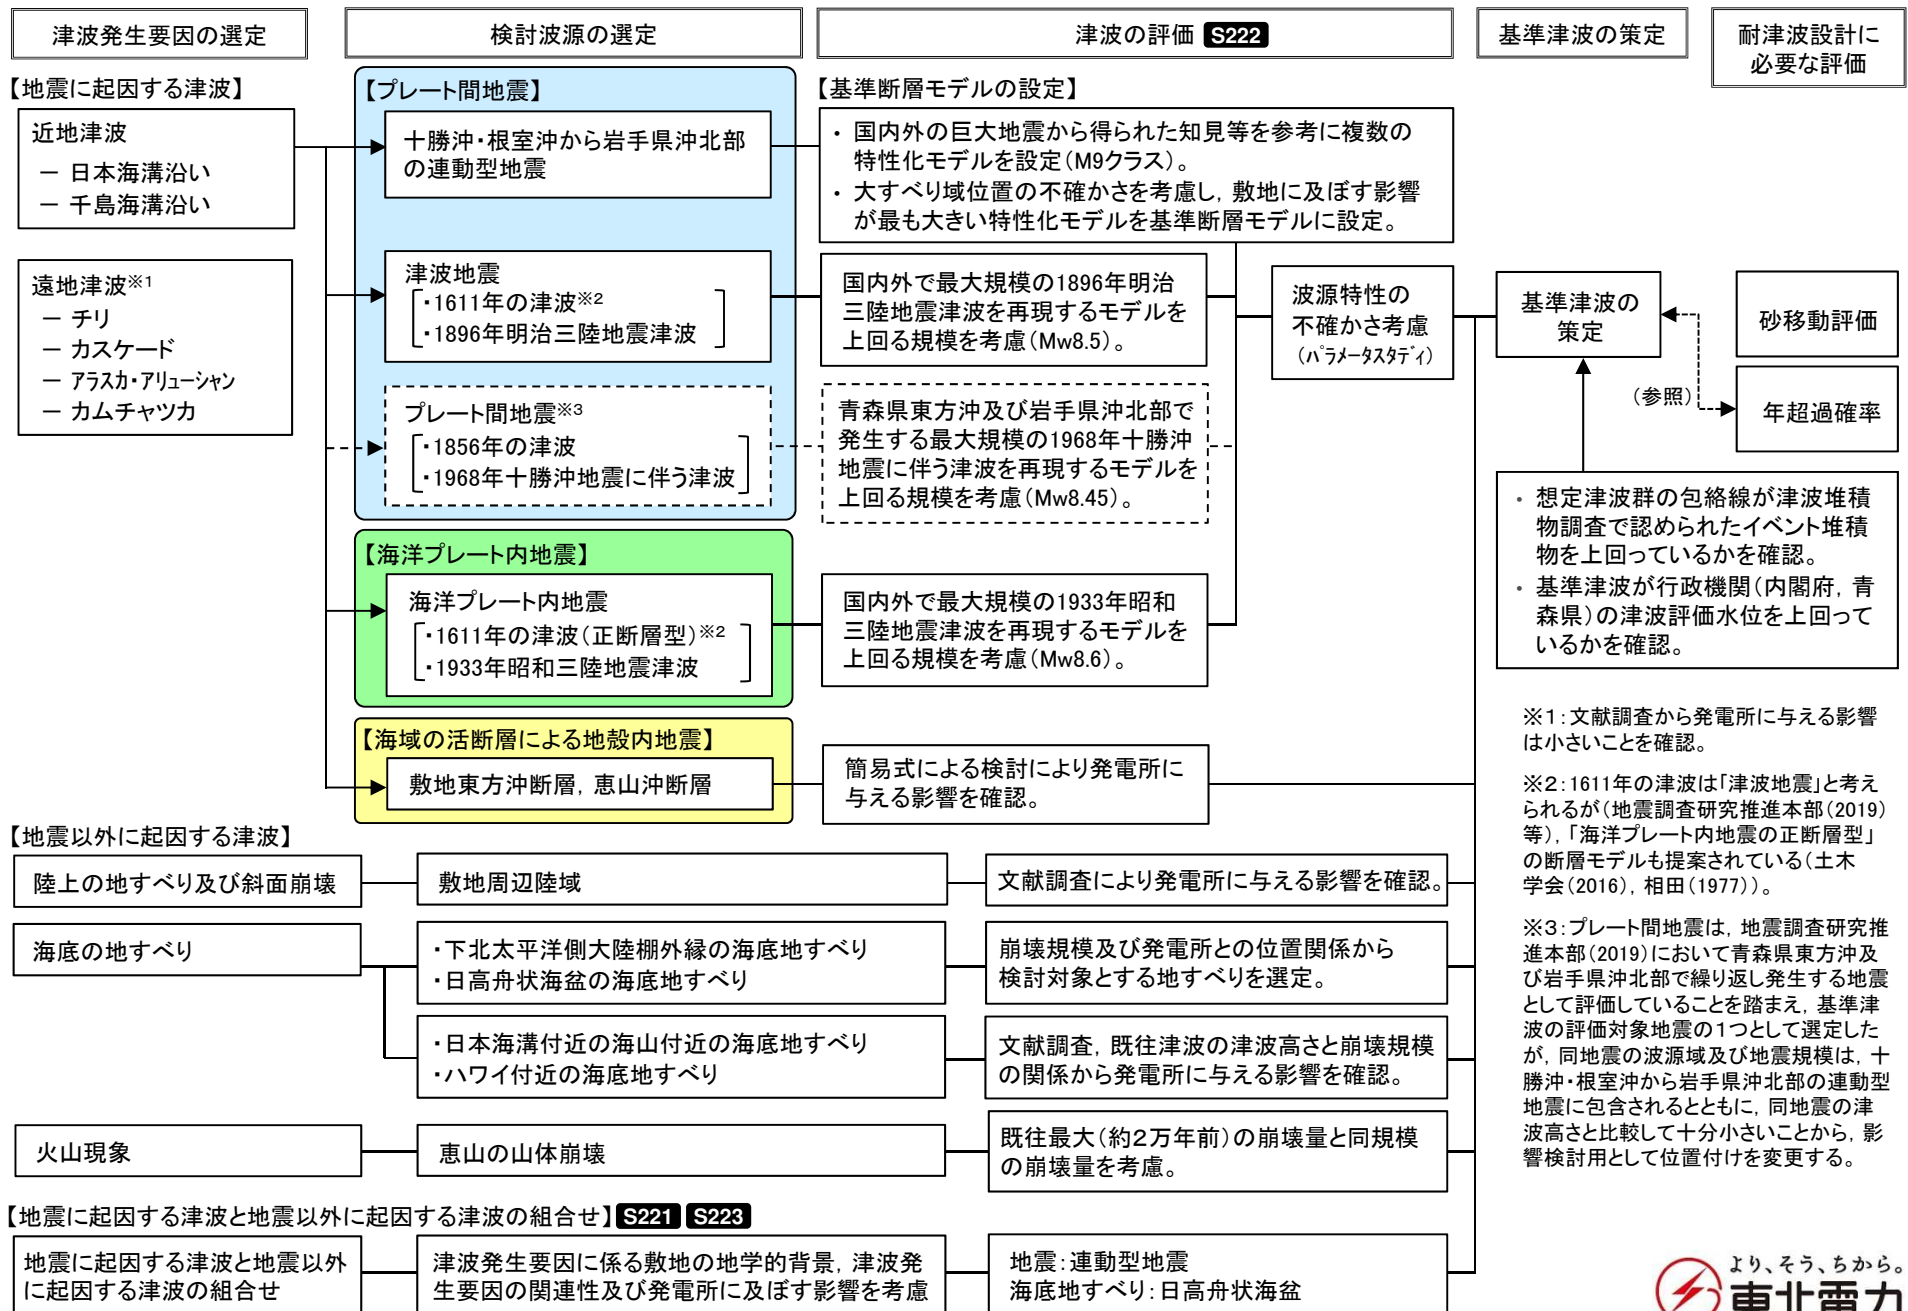 津波発生要因の選定
検討波源の選定
津波の評価 S222
基準津波の策定
耐津波設計に
必要な評価
【地震に起因する津波】
近地津波
－ 日本海溝沿い
－ 千島海溝沿い
遠地津波※1
－ チリ
－ カスケード
－ アラスカ・アリューシャン
－ カムチャツカ
【プレート間地震】
十勝沖・根室沖から岩手県沖北部
の連動型地震
津波地震
・1611年の津波※2
・1896年明治三陸地震津波
プレート間地震※3
・1856年の津波
・1968年十勝沖地震に伴う津波
【海洋プレート内地震】
海洋プレート内地震
・1611年の津波（正断層型）※2
・1933年昭和三陸地震津波
【海域の活断層による地殻内地震】
敷地東方沖断層，恵山沖断層
【基準断層モデルの設定】
・ 国内外の巨大地震から得られた知見等を参考に複数の
特性化モデルを設定（M9クラス）。
・ 大すべり域位置の不確かさを考慮し，敷地に及ぼす影響
が最も大きい特性化モデルを基準断層モデルに設定。
国内外で最大規模の1896年明治
三陸地震津波を再現するモデルを
上回る規模を考慮（Mw8.5）。
青森県東方沖及び岩手県沖北部で
発生する最大規模の1968年十勝沖
地震に伴う津波を再現するモデルを
上回る規模を考慮（Mw8.45）。
国内外で最大規模の1933年昭和
三陸地震津波を再現するモデルを
上回る規模を考慮（Mw8.6）。
簡易式による検討により発電所に
与える影響を確認。
波源特性の
不確かさ考慮
（ﾊﾟﾗﾒｰﾀｽﾀﾃﾞｨ）
基準津波の
策定
（参照）
砂移動評価
年超過確率
・ 想定津波群の包絡線が津波堆積
物調査で認められたイベント堆積
物を上回っているかを確認。
・ 基準津波が行政機関（内閣府，青
森県）の津波評価水位を上回って
いるかを確認。
【地震以外に起因する津波】
陸上の地すべり及び斜面崩壊
敷地周辺陸域
文献調査により発電所に与える影響を確認。
海底の地すべり
・下北太平洋側大陸棚外縁の海底地すべり
・日高舟状海盆の海底地すべり
崩壊規模及び発電所との位置関係から
検討対象とする地すべりを選定。
・日本海溝付近の海山付近の海底地すべり
・ハワイ付近の海底地すべり
文献調査，既往津波の津波高さと崩壊規模
の関係から発電所に与える影響を確認。
火山現象
恵山の山体崩壊
既往最大（約２万年前）の崩壊量と同規模
の崩壊量を考慮。
【地震に起因する津波と地震以外に起因する津波の組合せ】 S221 S223
地震に起因する津波と地震以外
に起因する津波の組合せ
津波発生要因に係る敷地の地学的背景，津波発
生要因の関連性及び発電所に及ぼす影響を考慮
地震：連動型地震
海底地すべり：日高舟状海盆
※１：文献調査から発電所に与える影響
は小さいことを確認。
※２：1611年の津波は「津波地震」と考え
られるが（地震調査研究推進本部（2019）
等），「海洋プレート内地震の正断層型」
の断層モデルも提案されている（土木
学会（2016），相田（1977））。
※３：プレート間地震は，地震調査研究推
進本部（2019）において青森県東方沖及
び岩手県沖北部で繰り返し発生する地震
として評価していることを踏まえ，基準津
波の評価対象地震の１つとして選定した
が，同地震の波源域及び地震規模は，十
勝沖・根室沖から岩手県沖北部の連動型
地震に包含されるとともに，同地震の津
波高さと比較して十分小さいことから，影
響検討用として位置付けを変更する。
より、そう、ちから。
東北電力